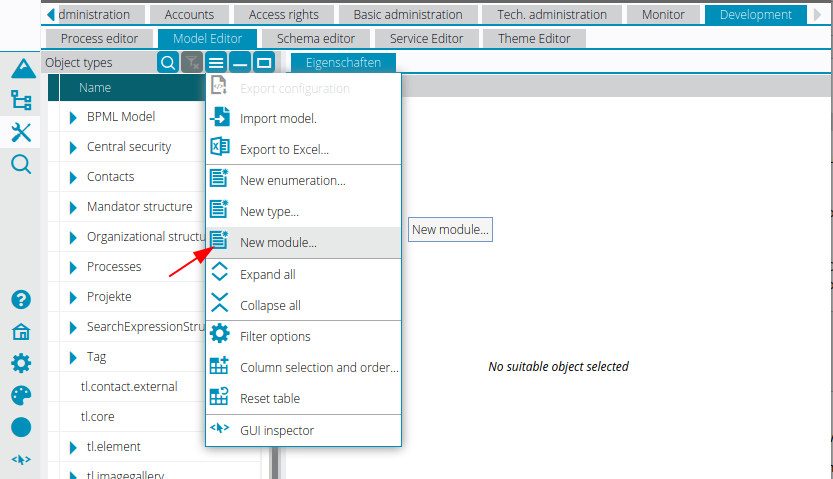 dministration Accounts Access rights Basic administration Tech. administration Monitor Development
Process editor Model Editor Schema editor Service Editor Theme Editor
Object types
Eigenschaften
Name
BPML Model
Central security
Contacts
Mandator structure
Organizational structu
Processes
Projekte
SearchExpressionStru
Tag
tl.contact.external
tl.core
tl.element
tl.imagegallery
Export configuration
Import model.
Export to Excel...
New enumeration...
New type...
New module...
Expand all
Collapse all
Filter options
Column selection and order...
Reset table
GUI inspector
New module...
No suitable object selected